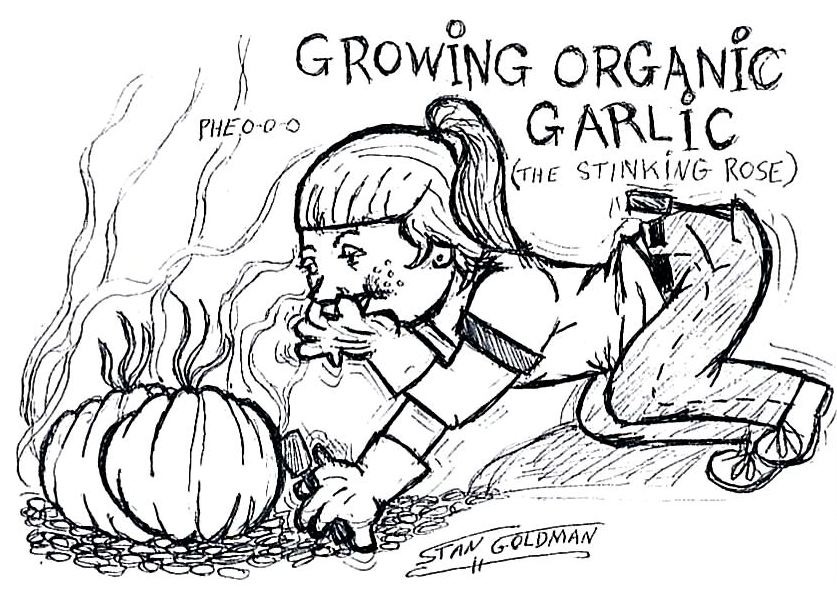 GROWING ORGANIC
GARLIC
(THE STINKING ROSE)
PHEO-O-O
STAN GOLDMAN